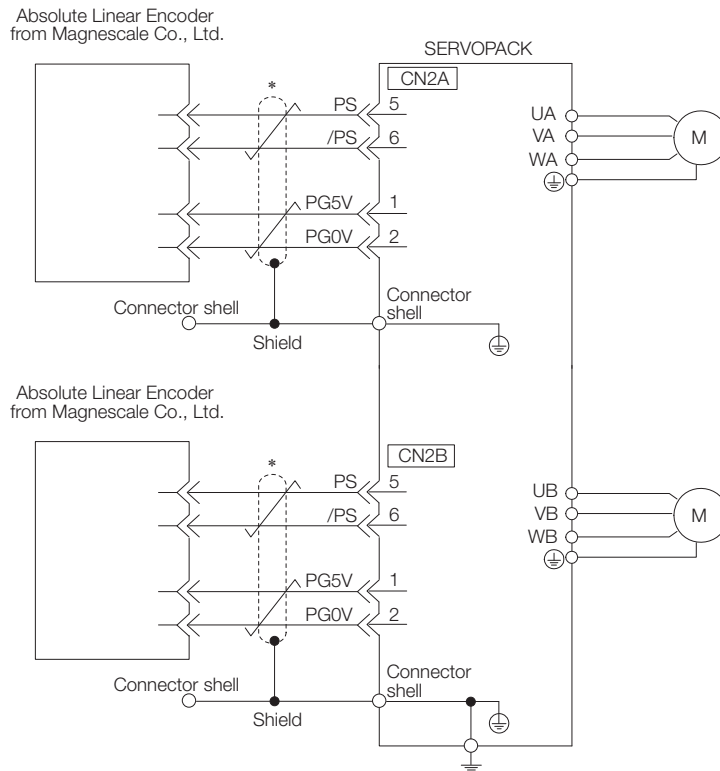 Absolute Linear Encoder
from Magnescale Co., Ltd.
SERVOPACK
CN2A
*
PS 5
/PS 6
PG5V 1
PG0V 2
UA
VA
WA
M
Connector shell
Connector
shell
Shield
Absolute Linear Encoder
from Magnescale Co., Ltd.
CN2B
*
PS 5
/PS 6
PG5V 1
PG0V 2
UB
VB
WB
M
Connector shell
Connector
shell
Shield